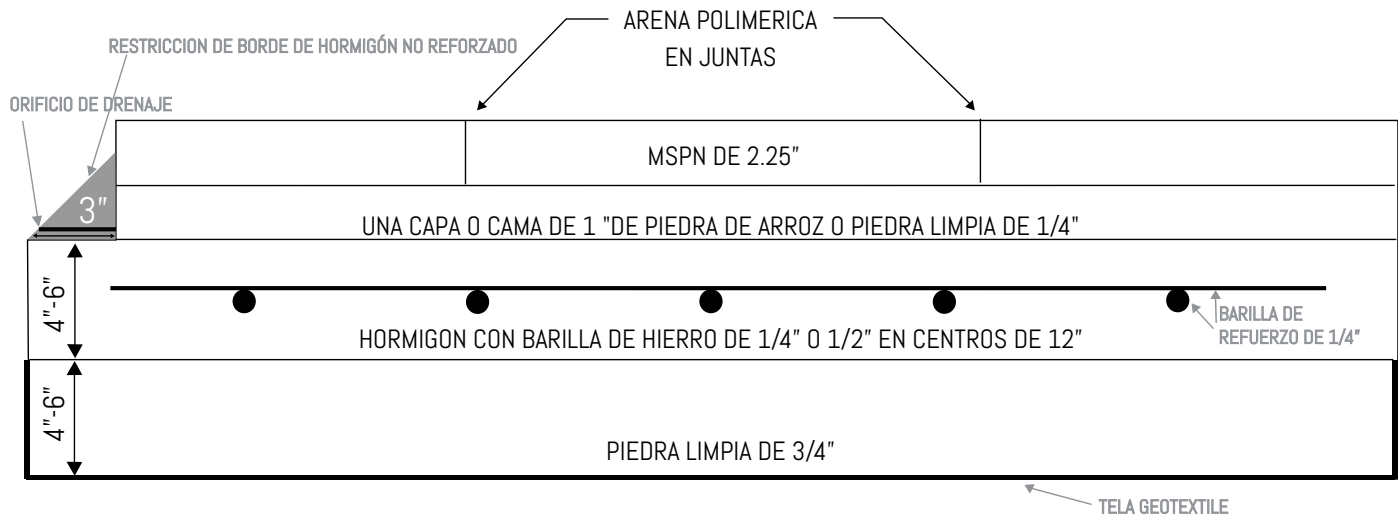 ARENA POLIMERICA
EN JUNTAS
RESTRICCION DE BORDE DE HORMIGÓN NO REFORZADO
ORIFICIO DE DRENAJE
MSPN DE 2.25"
3"
UNA CAPA O CAMA DE 1 "DE PIEDRA DE ARROZ O PIEDRA LIMPIA DE 1/4"
4"-6"
BARILLA DE
REFUERZO DE 1/4"
HORMIGON CON BARILLA DE HIERRO DE 1/4" O 1/2" EN CENTROS DE 12"
4"-6"
PIEDRA LIMPIA DE 3/4"
TELA GEOTEXTILE